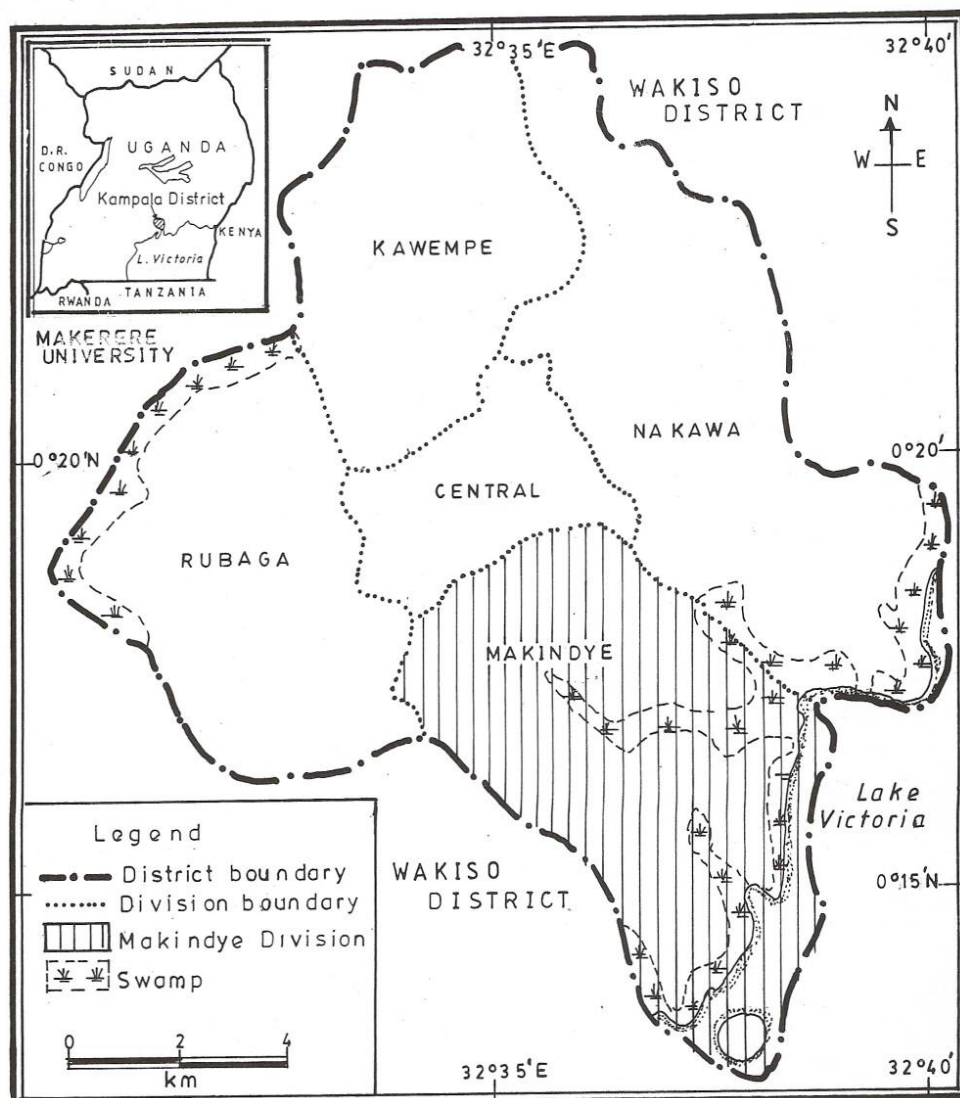 32°35'E
32°40'
SUDAN
D.R.
CONGO
UGANDA
Kampala District
KENYA
L. Victoria
RWANDA
TANZANIA
WAKISO
DISTRICT
N
W
E
S
KAWEMPE
MAKERERE
UNIVERSITY
NAKAWA
0°20'N
0°20'
CENTRAL
RUBAGA
MAKINDYE
Lake
Victoria
WAKISO
DISTRICT
0°15'N
Legend
District boundary
Division boundary
Makindye Division
Swamp
0 2 4
km
32°35'E
32°40'